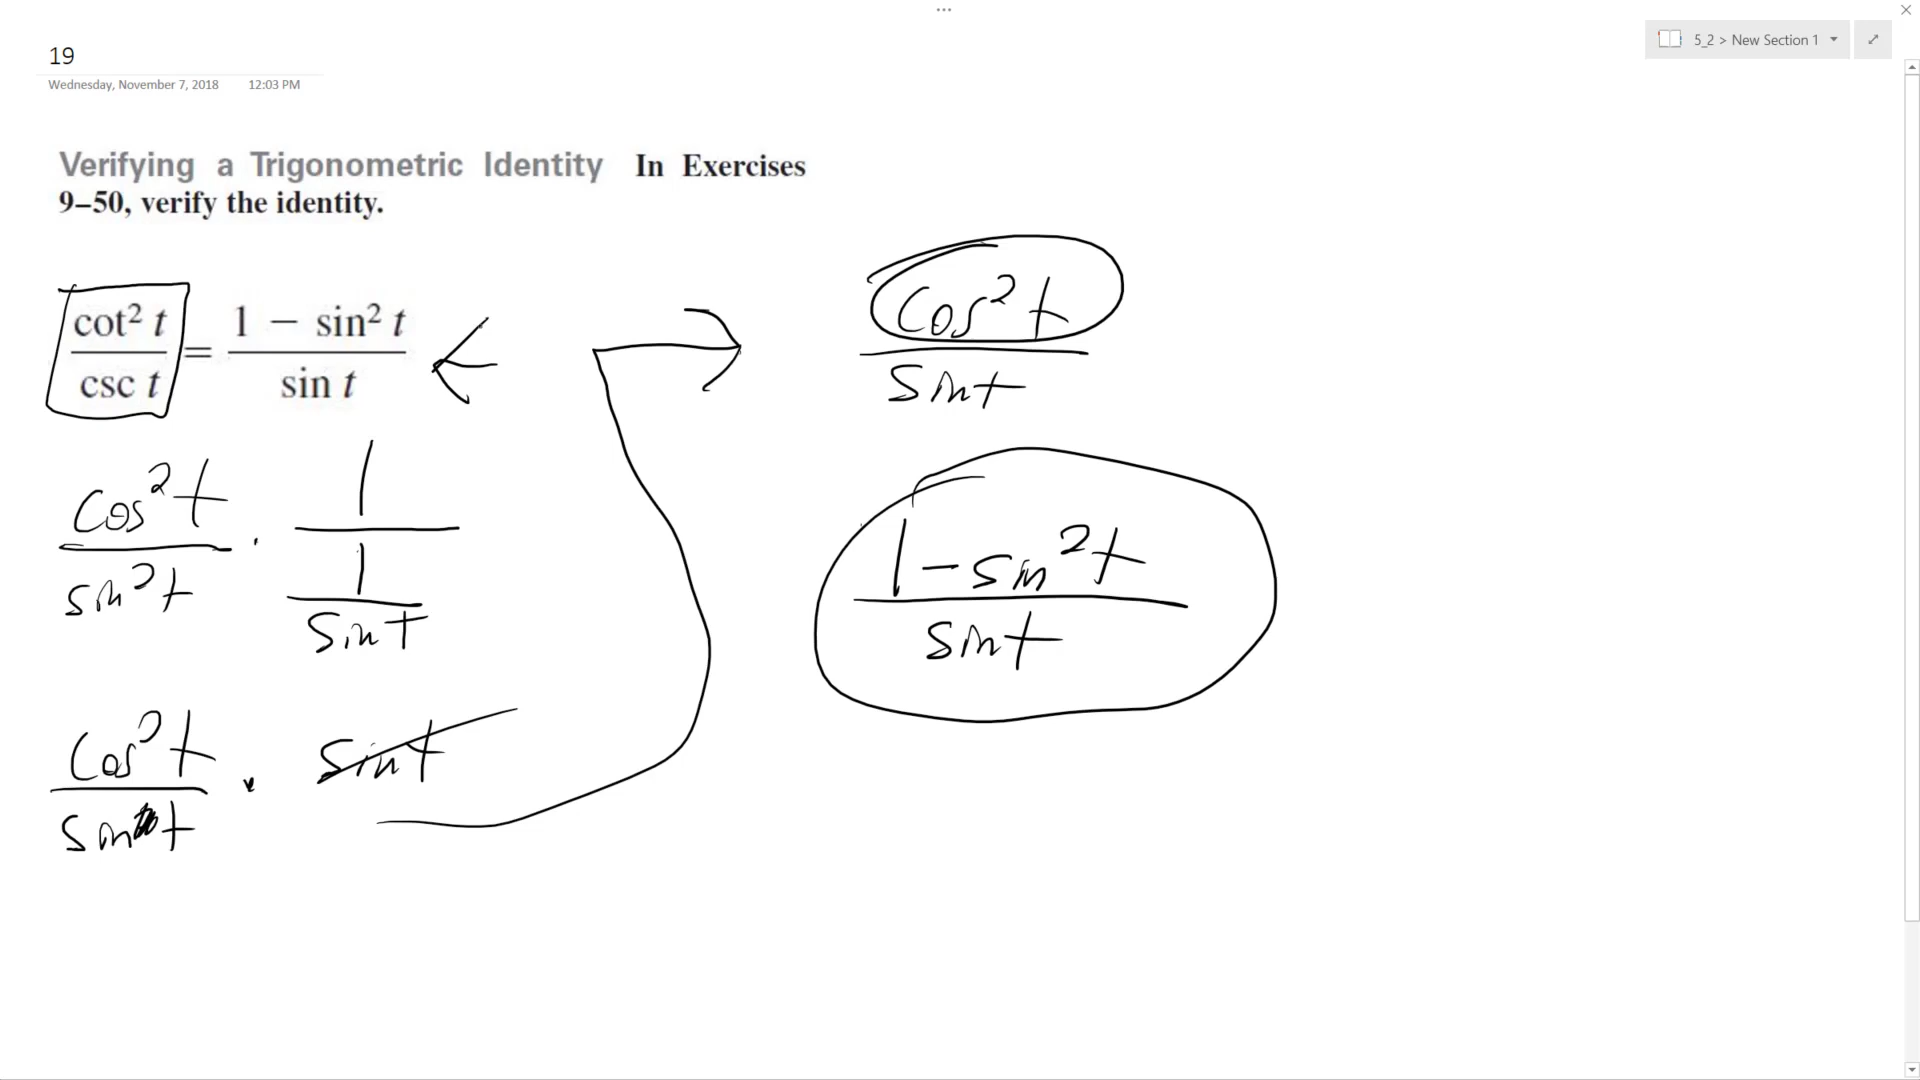 19
Wednesday, November 7, 2018 12:03 PM
5_2 > New Section 1
Verifying a Trigonometric Identity In Exercises
9–50, verify the identity.
cot² t / csc t = 1 − sin² t / sin t
cos² t / sin² t · 1 / 1 / sin t
cos² t / sin t · sin t
cos² t / sin t
1 − sin² t / sin t